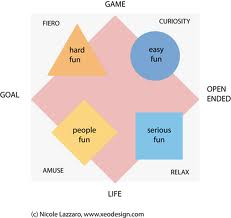 GAME
FIERO
CURIOSITY
hard
fun
easy
fun
GOAL
OPEN
ENDED
people
fun
serious
fun
AMUSE
RELAX
LIFE
(c) Nicole Lazzaro, www.xeodesign.com